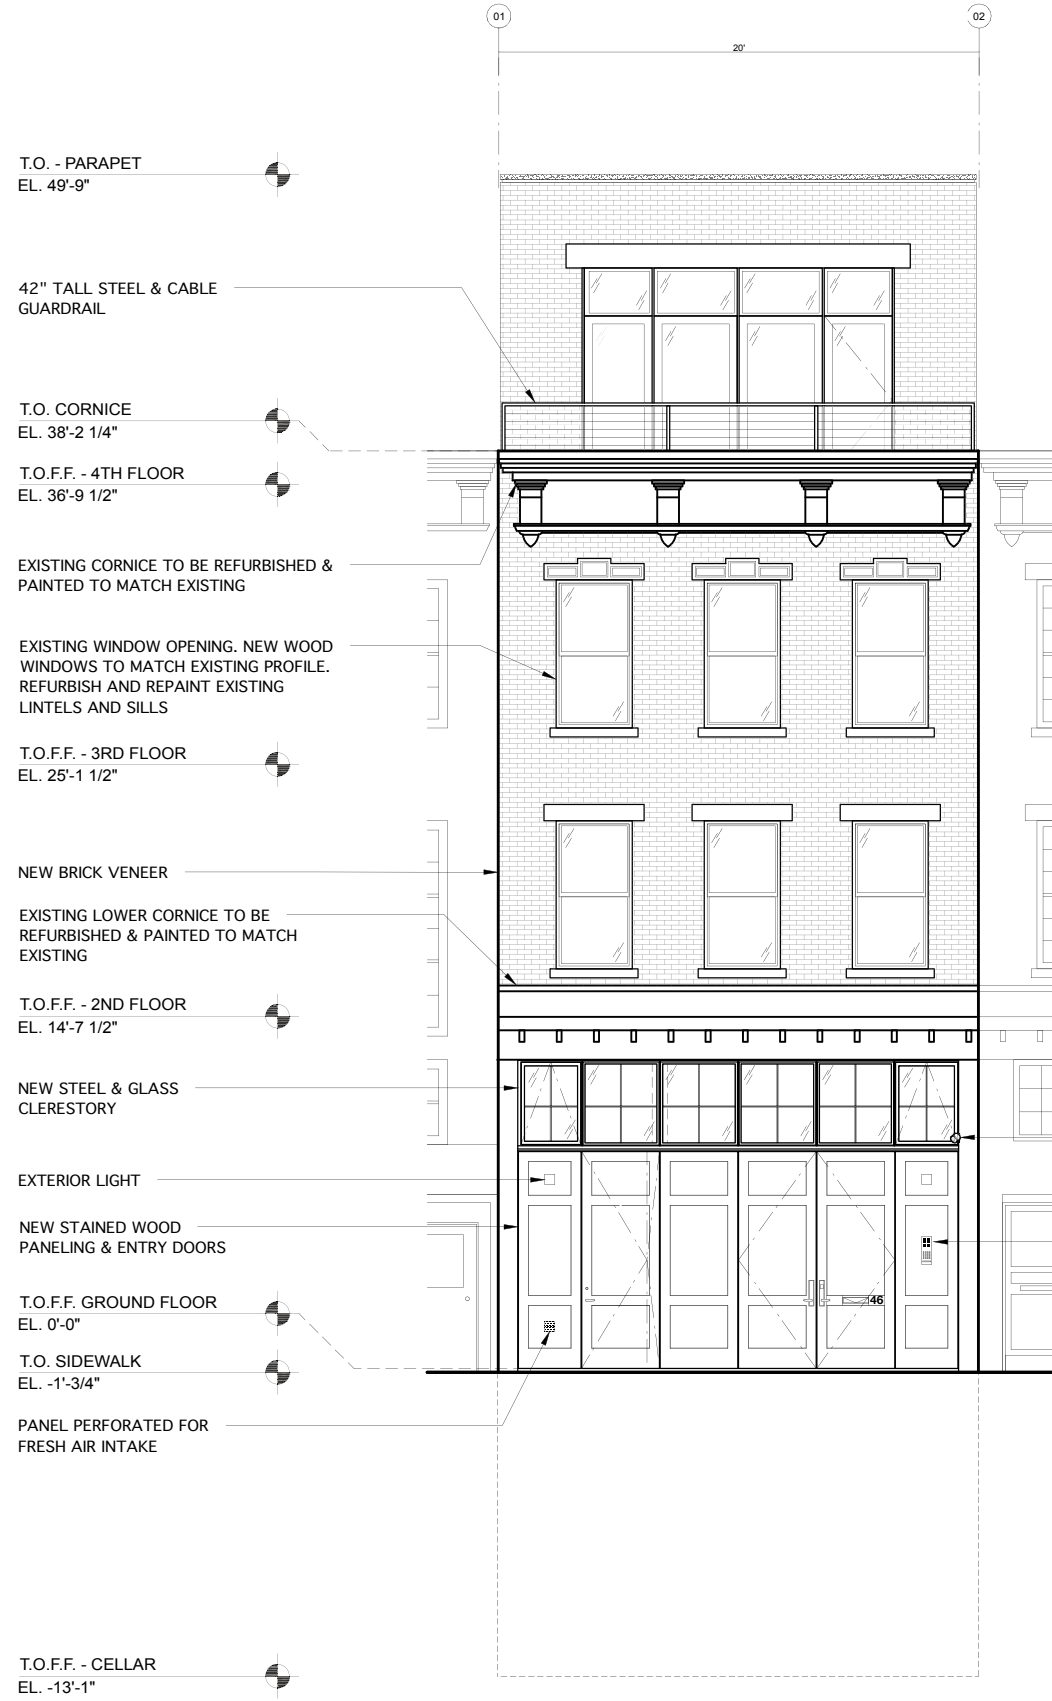 01
02
20'
T.O. - PARAPET
EL. 49'-9"
42" TALL STEEL & CABLE
GUARDRAIL
T.O. CORNICE
EL. 38'-2 1/4"
T.O.F.F. - 4TH FLOOR
EL. 36'-9 1/2"
EXISTING CORNICE TO BE REFURBISHED &
PAINTED TO MATCH EXISTING
EXISTING WINDOW OPENING. NEW WOOD
WINDOWS TO MATCH EXISTING PROFILE.
REFURBISH AND REPAINT EXISTING
LINTELS AND SILLS
T.O.F.F. - 3RD FLOOR
EL. 25'-1 1/2"
NEW BRICK VENEER
EXISTING LOWER CORNICE TO BE
REFURBISHED & PAINTED TO MATCH
EXISTING
T.O.F.F. - 2ND FLOOR
EL. 14'-7 1/2"
NEW STEEL & GLASS
CLERESTORY
EXTERIOR LIGHT
NEW STAINED WOOD
PANELING & ENTRY DOORS
46
T.O.F.F. GROUND FLOOR
EL. 0'-0"
T.O. SIDEWALK
EL. -1'-3/4"
PANEL PERFORATED FOR
FRESH AIR INTAKE
T.O.F.F. - CELLAR
EL. -13'-1"